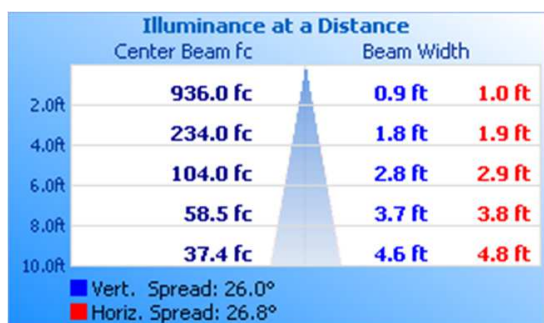 Illuminance at a Distance
Center Beam fc Beam Width
936.0 fc 0.9 ft 1.0 ft
2.0ft
234.0 fc 1.8 ft 1.9 ft
4.0ft
104.0 fc 2.8 ft 2.9 ft
6.0ft
58.5 fc 3.7 ft 3.8 ft
8.0ft
37.4 fc 4.6 ft 4.8 ft
10.0ft
Vert. Spread: 26.0°
Horiz. Spread: 26.8°